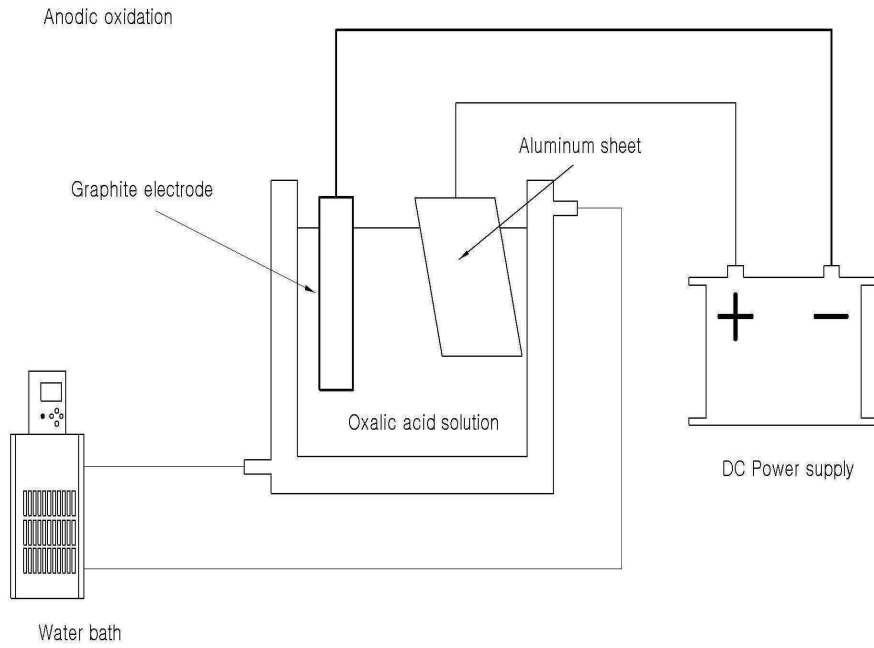 Anodic oxidation
Aluminum sheet
Graphite electrode
+ −
Oxalic acid solution
DC Power supply
Water bath